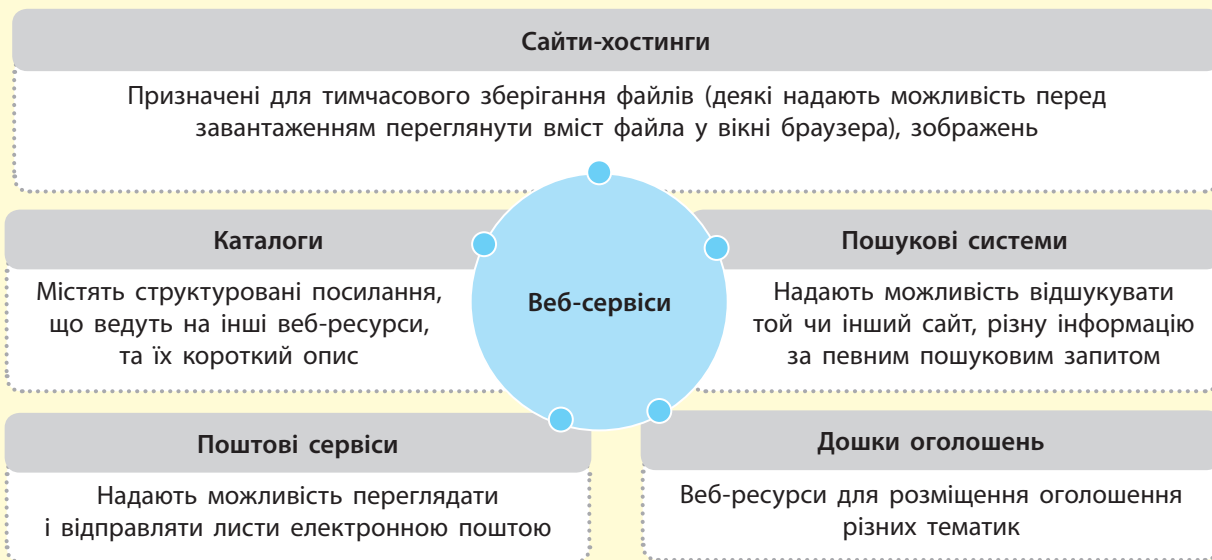 Сайти-хостинги
Призначені для тимчасового зберігання файлів (деякі надають можливість перед
завантаженням переглянути вміст файла у вікні браузера), зображень
Каталоги
Містять структуровані посилання,
що ведуть на інші веб-ресурси,
та їх короткий опис
Веб-сервіси
Пошукові системи
Надають можливість відшукувати
той чи інший сайт, різну інформацію
за певним пошуковим запитом
Поштові сервіси
Надають можливість переглядати
і відправляти листи електронною поштою
Дошки оголошень
Веб-ресурси для розміщення оголошення
різних тематик